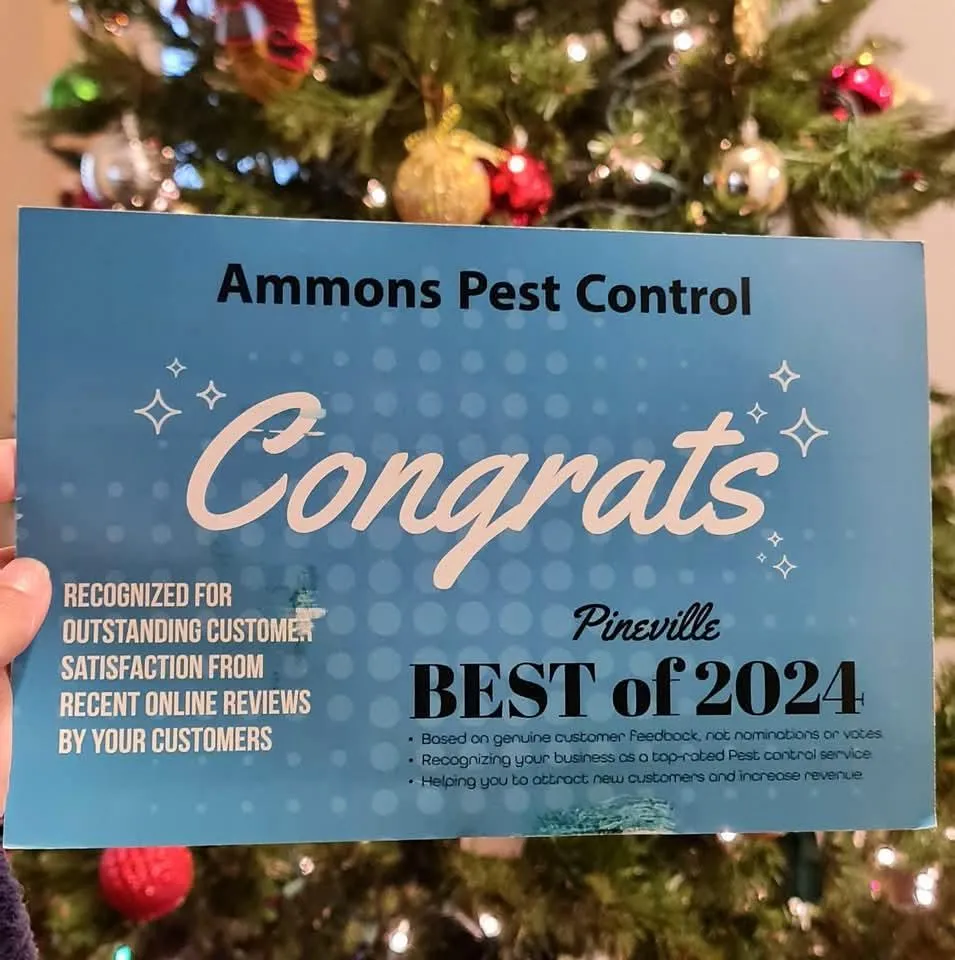 Ammons Pest Control
Congrats
RECOGNIZED FOR
OUTSTANDING CUSTOMER
SATISFACTION FROM
RECENT ONLINE REVIEWS
BY YOUR CUSTOMERS
Pineville
BEST of 2024
• Based on genuine customer feedback, not nominations or votes.
• Recognizing your business as a top-rated Pest control service.
• Helping you to attract new customers and increase revenue.